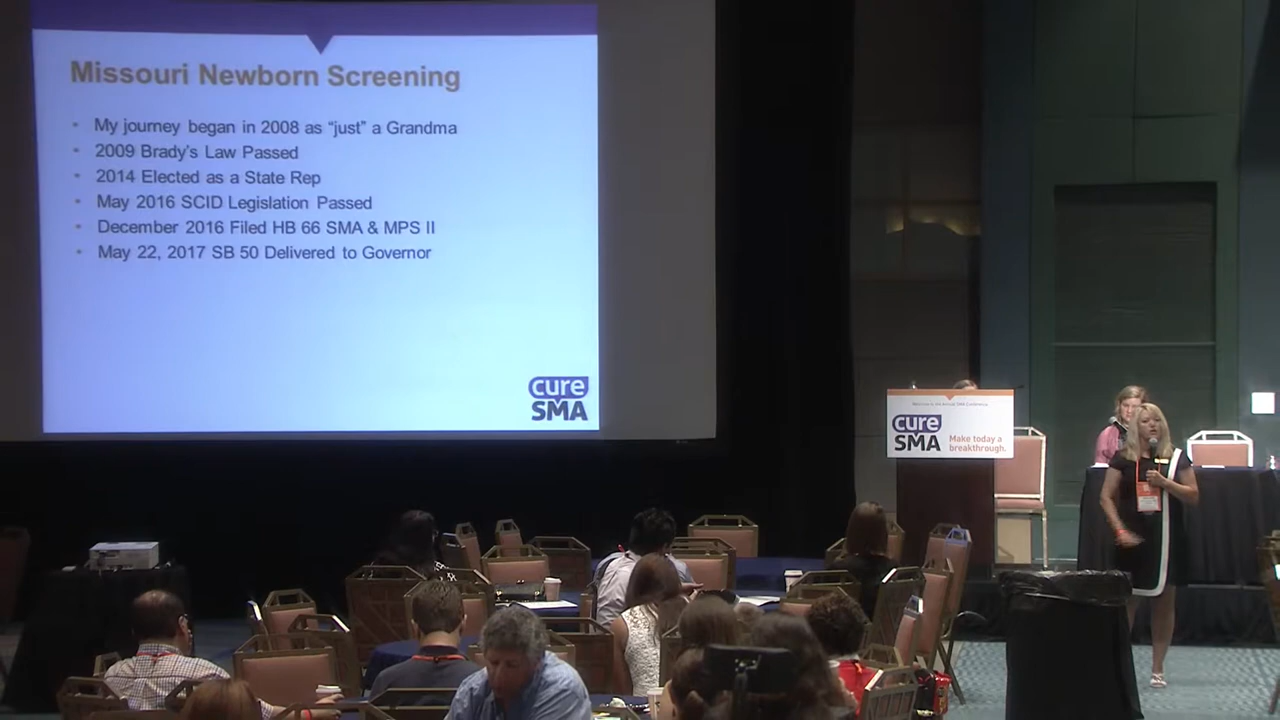 Missouri Newborn Screening
• My journey began in 2008 as “just” a Grandma
• 2009 Brady’s Law Passed
• 2014 Elected as a State Rep
• May 2016 SCID Legislation Passed
• December 2016 Filed HB 66 SMA & MPS II
• May 22, 2017 SB 50 Delivered to Governor
cure
SMA
cure
SMA
Make today a
breakthrough.